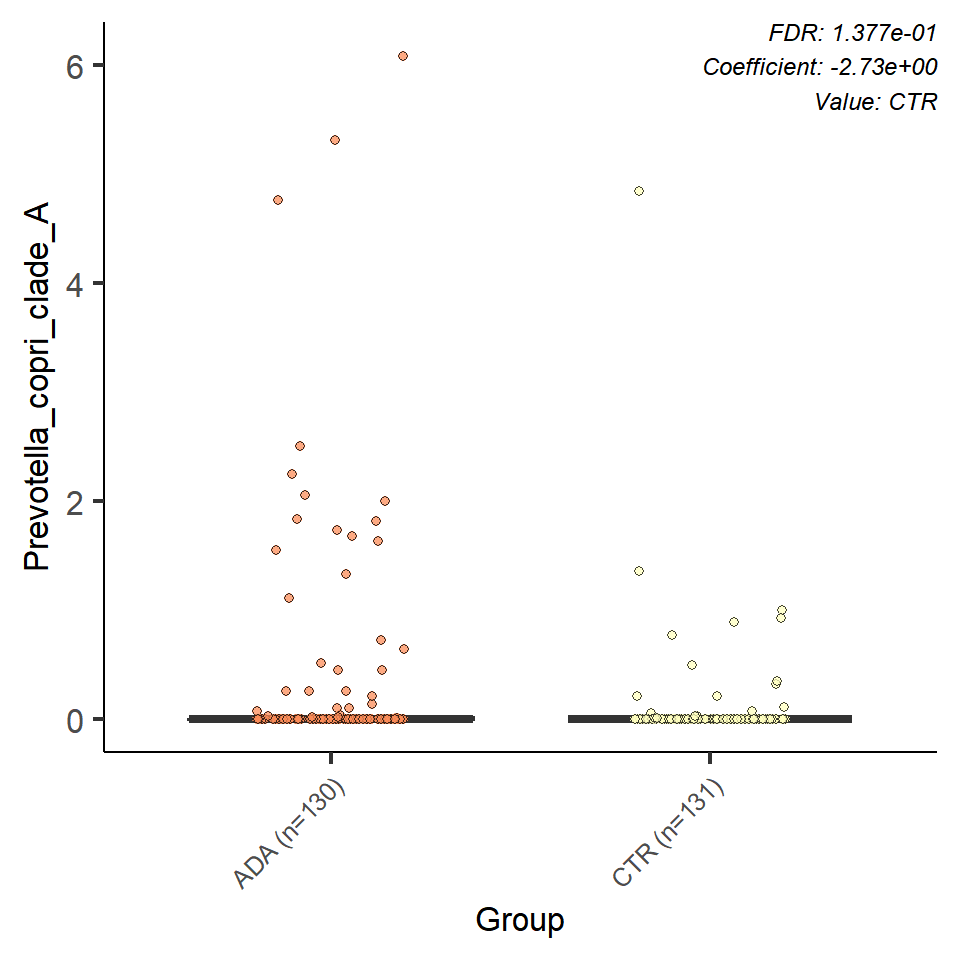 FDR: 1.377e-01
Coefficient: -2.73e+00
Value: CTR
Prevotella_copri_clade_A
6
4
2
0
ADA (n=130)
CTR (n=131)
Group